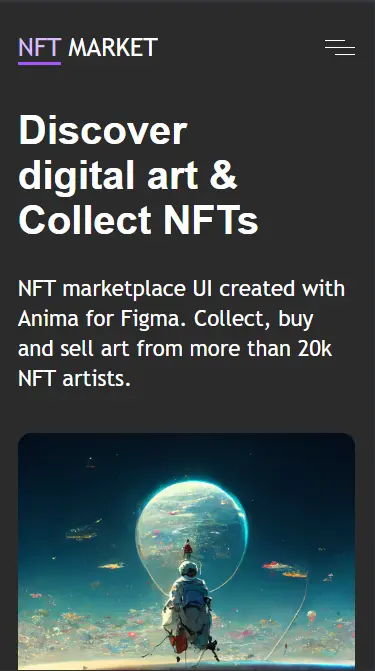 NFT MARKET
Discover
digital art &
Collect NFTs
NFT marketplace UI created with
Anima for Figma. Collect, buy
and sell art from more than 20k
NFT artists.